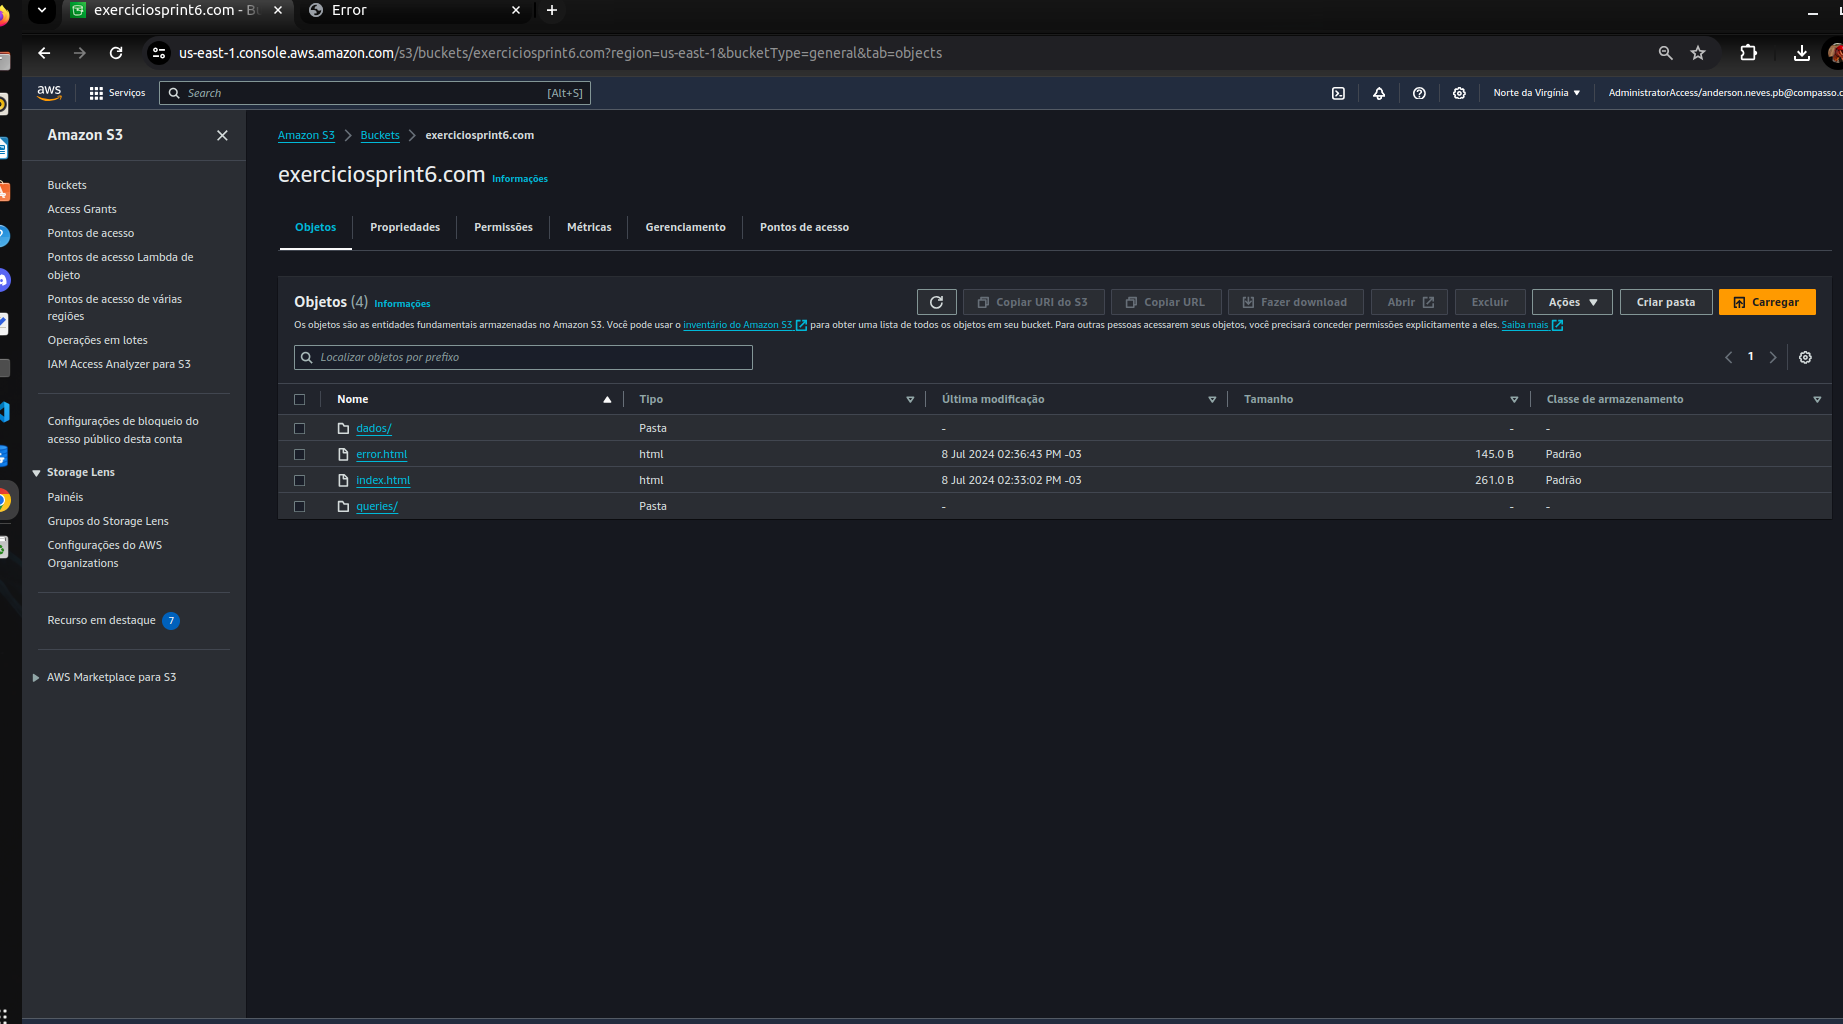 exerciciosprint6.com - Bu
Error
us-east-1.console.aws.amazon.com/s3/buckets/exerciciosprint6.com?region=us-east-1&bucketType=general&tab=objects
aws
Serviços
Search
[Alt+S]
Norte da Virgínia
AdministratorAccess/anderson.neves.pb@compasso.c
Amazon S3
Buckets
Access Grants
Pontos de acesso
Pontos de acesso Lambda de
objeto
Pontos de acesso de várias
regiões
Operações em lotes
IAM Access Analyzer para S3
Configurações de bloqueio do
acesso público desta conta
Storage Lens
Painéis
Grupos do Storage Lens
Configurações do AWS
Organizations
Recurso em destaque 7
AWS Marketplace para S3
Amazon S3 > Buckets > exerciciosprint6.com
exerciciosprint6.com Informações
Objetos
Propriedades
Permissões
Métricas
Gerenciamento
Pontos de acesso
Objetos (4) Informações
Copiar URI do S3
Copiar URL
Fazer download
Abrir
Excluir
Ações
Criar pasta
Carregar
Os objetos são as entidades fundamentais armazenadas no Amazon S3. Você pode usar o inventário do Amazon S3 para obter uma lista de todos os objetos em seu bucket. Para outras pessoas acessarem seus objetos, você precisará conceder permissões explicitamente a eles. Saiba mais
Localizar objetos por prefixo
1
Nome Tipo Última modificação Tamanho Classe de armazenamento
dados/ Pasta - - -
error.html html 8 Jul 2024 02:36:43 PM -03 145.0 B Padrão
index.html html 8 Jul 2024 02:33:02 PM -03 261.0 B Padrão
queries/ Pasta - - -